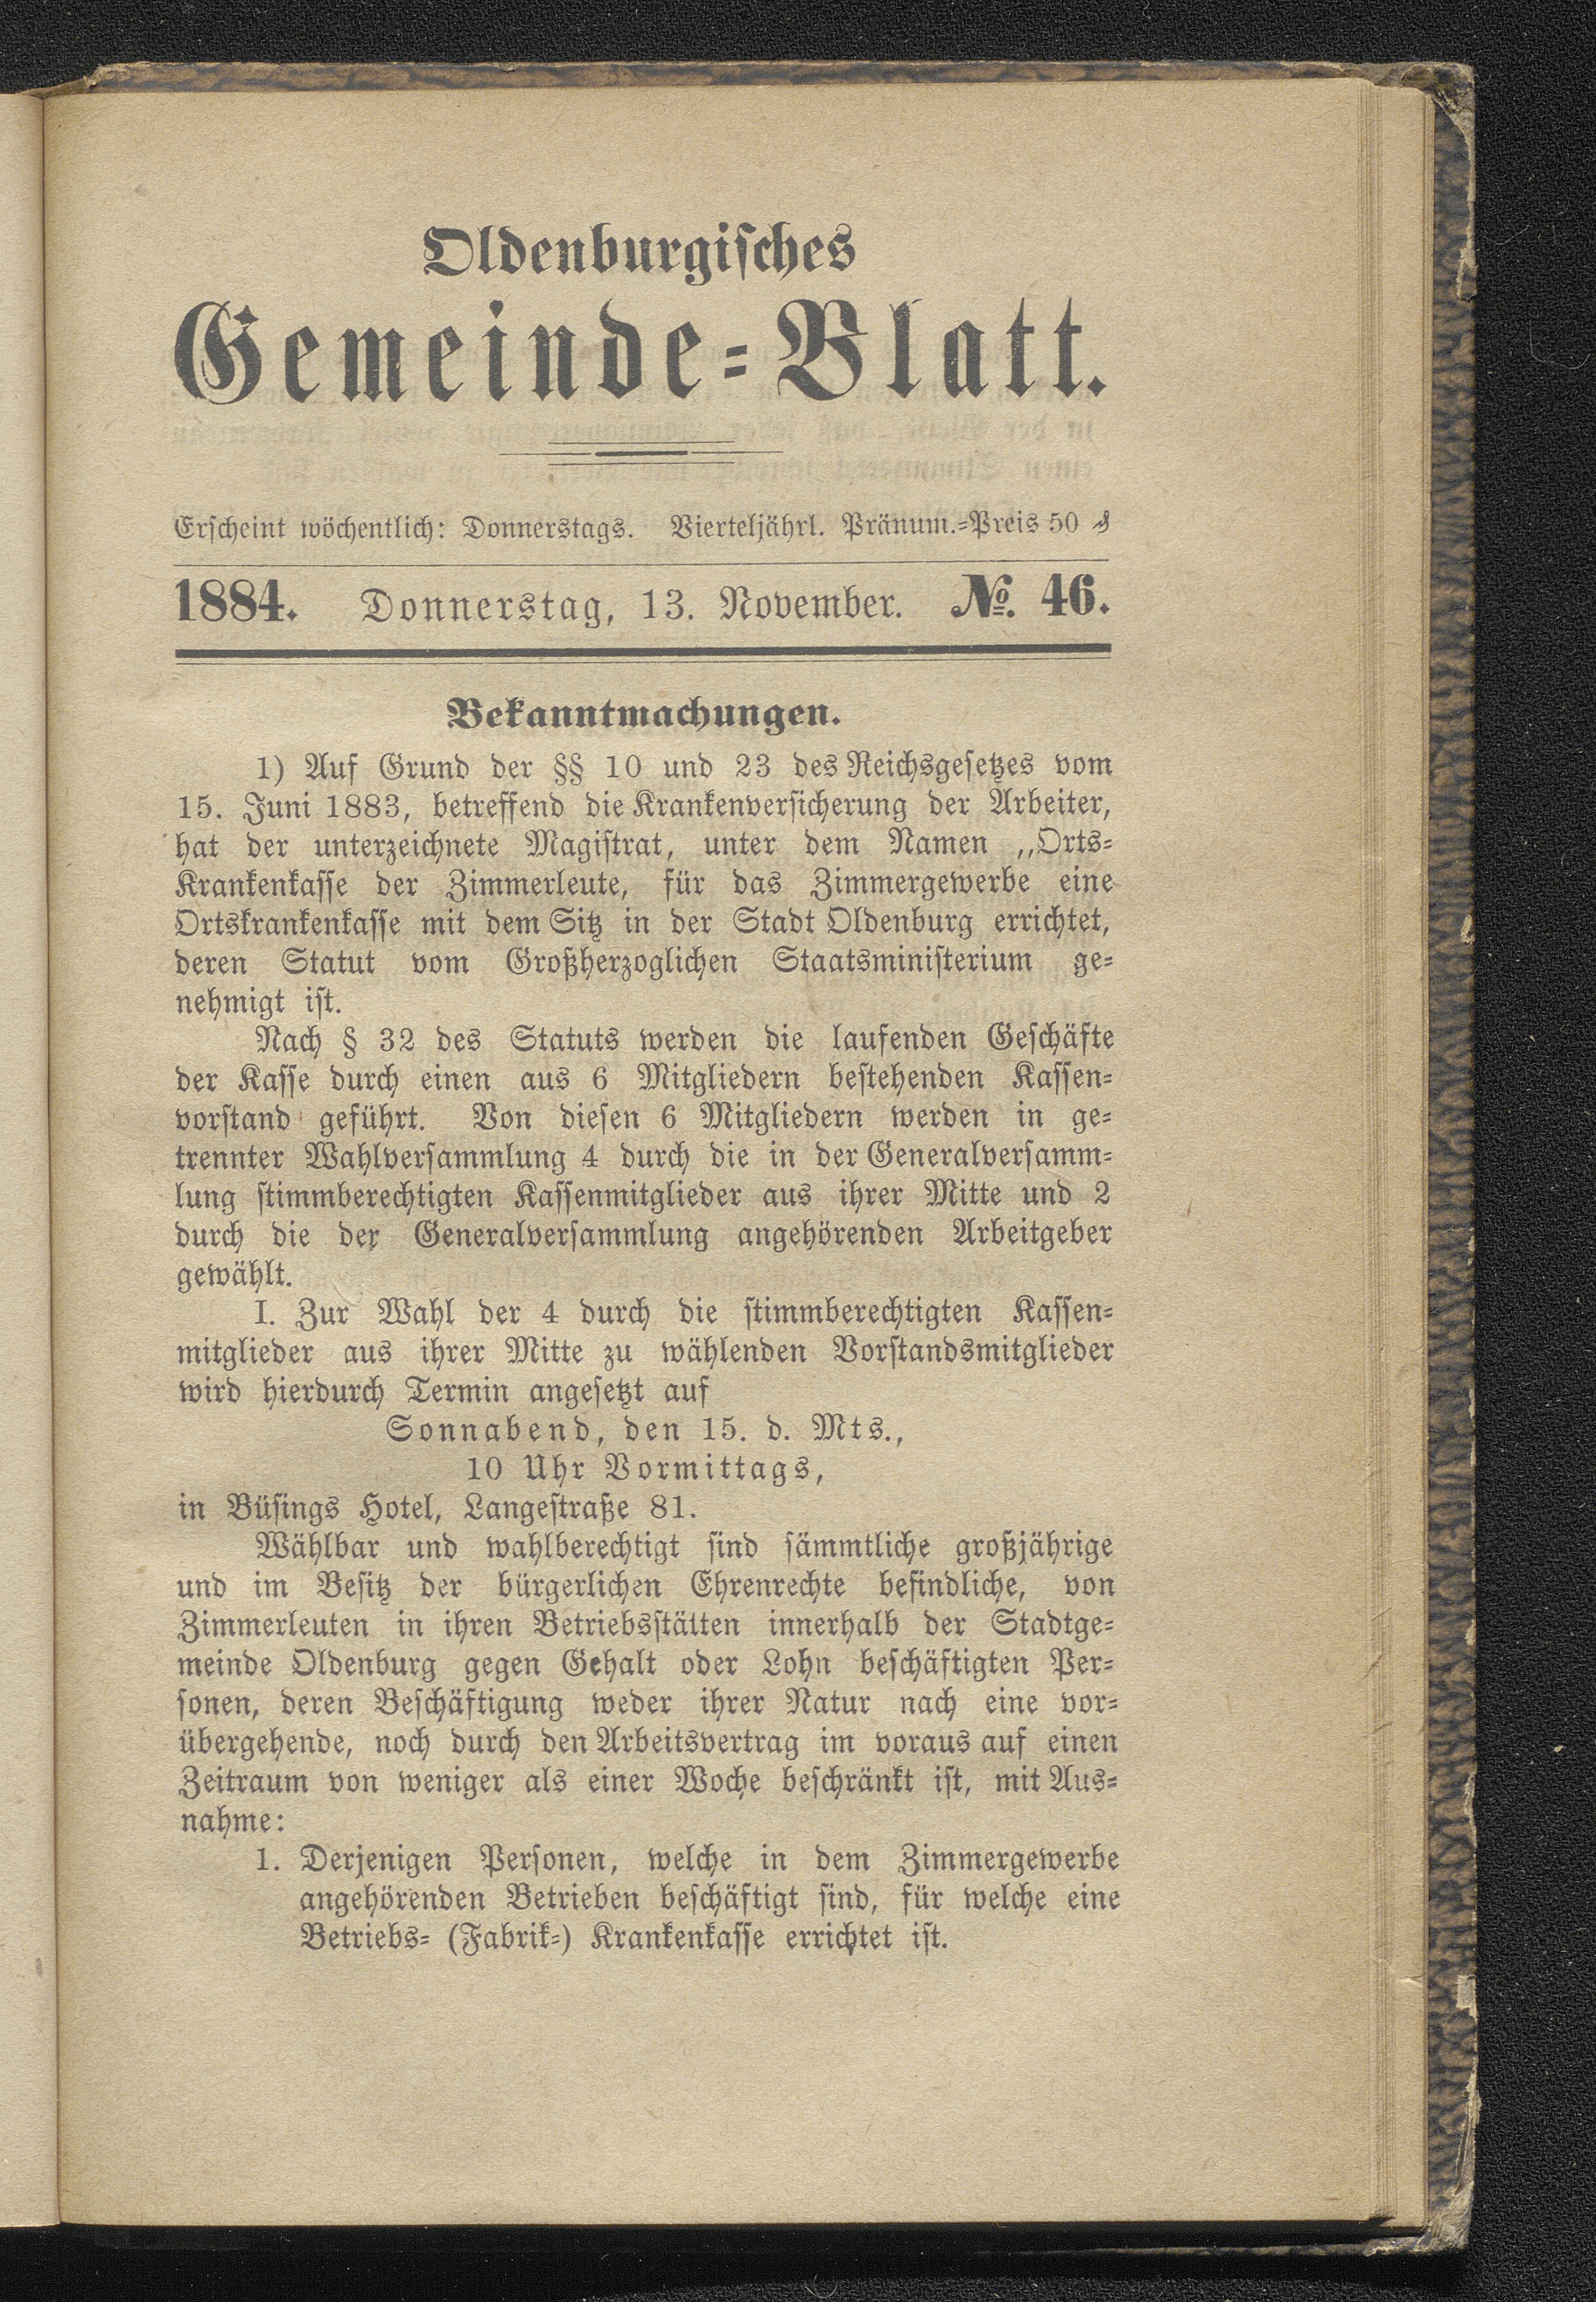 Oldenburgisches
Gemeinde-Blatt.
Erscheint wöchentlich: Donnerstags. Vierteljährl. Pränum.-Preis 50 ₰
1884. Donnerstag, 13. November. No. 46.
Bekanntmachungen.
1) Auf Grund der §§ 10 und 23 des Reichsgesetzes vom
15. Juni 1883, betreffend die Krankenversicherung der Arbeiter,
hat der unterzeichnete Magistrat, unter dem Namen „Orts-
Krankenkasse der Zimmerleute, für das Zimmergewerbe eine
Ortskrankenkasse mit dem Sitz in der Stadt Oldenburg errichtet,
deren Statut vom Großherzoglichen Staatsministerium ge-
nehmigt ist.
Nach § 32 des Statuts werden die laufenden Geschäfte
der Kasse durch einen aus 6 Mitgliedern bestehenden Kassen-
vorstand geführt. Von diesen 6 Mitgliedern werden in ge-
trennter Wahlversammlung 4 durch die in der Generalversamm-
lung stimmberechtigten Kassenmitglieder aus ihrer Mitte und 2
durch die der Generalversammlung angehörenden Arbeitgeber
gewählt.
I. Zur Wahl der 4 durch die stimmberechtigten Kassen-
mitglieder aus ihrer Mitte zu wählenden Vorstandsmitglieder
wird hierdurch Termin angesetzt auf
Sonnabend, den 15. d. Mts.,
10 Uhr Vormittags,
in Büsings Hotel, Langestraße 81.
Wählbar und wahlberechtigt sind sämmtliche großjährige
und im Besitz der bürgerlichen Ehrenrechte befindliche, von
Zimmerleuten in ihren Betriebsstätten innerhalb der Stadtge-
meinde Oldenburg gegen Gehalt oder Lohn beschäftigten Per-
sonen, deren Beschäftigung weder ihrer Natur nach eine vor-
übergehende, noch durch den Arbeitsvertrag im voraus auf einen
Zeitraum von weniger als einer Woche beschränkt ist, mit Aus-
nahme:
1. Derjenigen Personen, welche in dem Zimmergewerbe
angehörenden Betrieben beschäftigt sind, für welche eine
Betriebs- (Fabrik-) Krankenkasse errichtet ist.